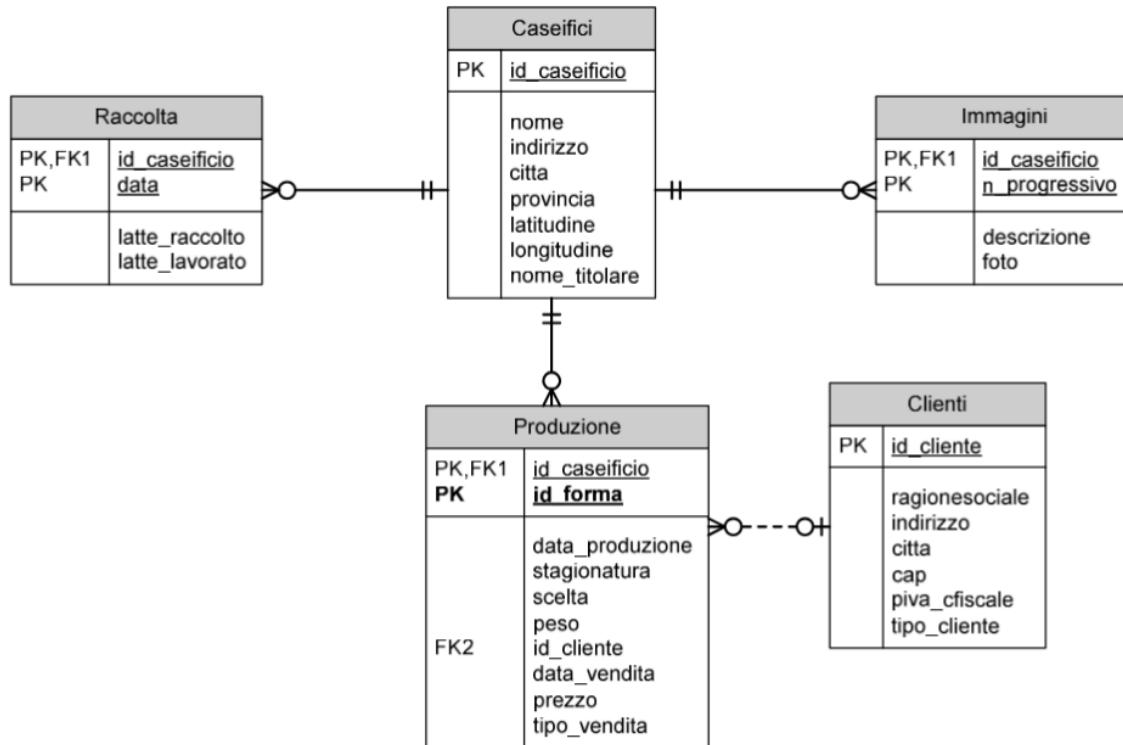 Caseifici
PK id_caseificio
nome
indirizzo
citta
provincia
latitudine
longitudine
nome_titolare
Raccolta
PK,FK1 id_caseificio
PK data
latte_raccolto
latte_lavorato
Immagini
PK,FK1 id_caseificio
PK n_progressivo
descrizione
foto
Produzione
PK,FK1 id_caseificio
PK id_forma
data_produzione
stagionatura
scelta
peso
FK2 id_cliente
data_vendita
prezzo
tipo_vendita
Clienti
PK id_cliente
ragionesociale
indirizzo
citta
cap
piva_cfiscale
tipo_cliente